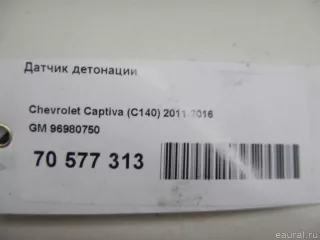 Датчик детонации
Chevrolet Captiva (C140) 2011-2016
GM 96980750
70 577 313
eaural.ru